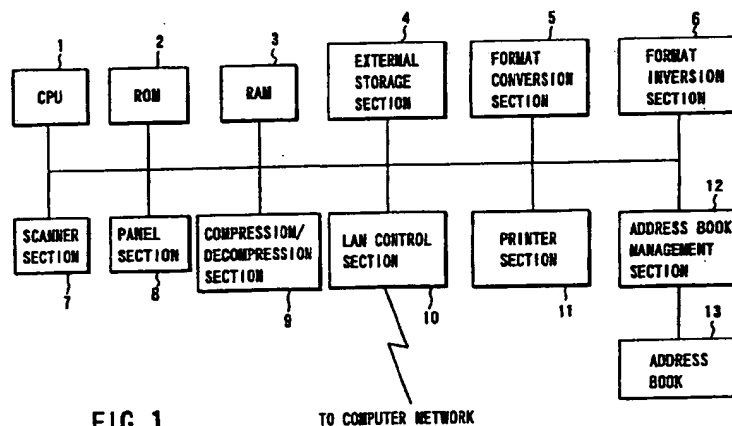 1
2
3
4
5
6
CPU
ROM
RAM
EXTERNAL
STORAGE
SECTION
FORMAT
CONVERSION
SECTION
FORMAT
INVERSION
SECTION
SCANNER
SECTION
7
PANEL
SECTION
8
COMPRESSION/
DECOMPRESSION
SECTION
9
LAN CONTROL
SECTION
10
PRINTER
SECTION
11
12
ADDRESS BOOK
MANAGEMENT
SECTION
13
ADDRESS
BOOK
FIG. 1
TO COMPUTER NETWORK